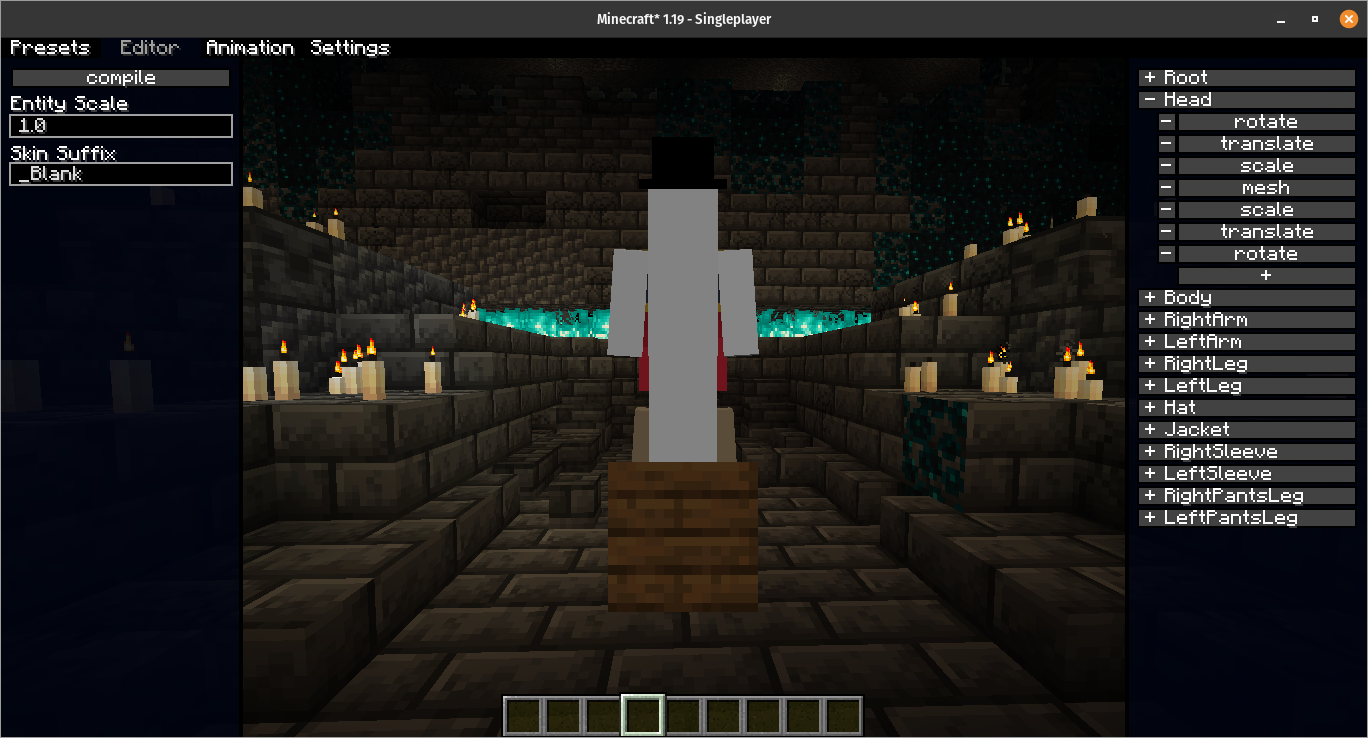 Minecraft* 1.19 - Singleplayer
Presets Editor Animation Settings
compile
Entity Scale
1.0
Skin Suffix
_Blank
+ Root
- Head
- rotate
- translate
- scale
- mesh
- scale
- translate
- rotate
+
+ Body
+ RightArm
+ LeftArm
+ RightLeg
+ LeftLeg
+ Hat
+ Jacket
+ RightSleeve
+ LeftSleeve
+ RightPantsLeg
+ LeftPantsLeg